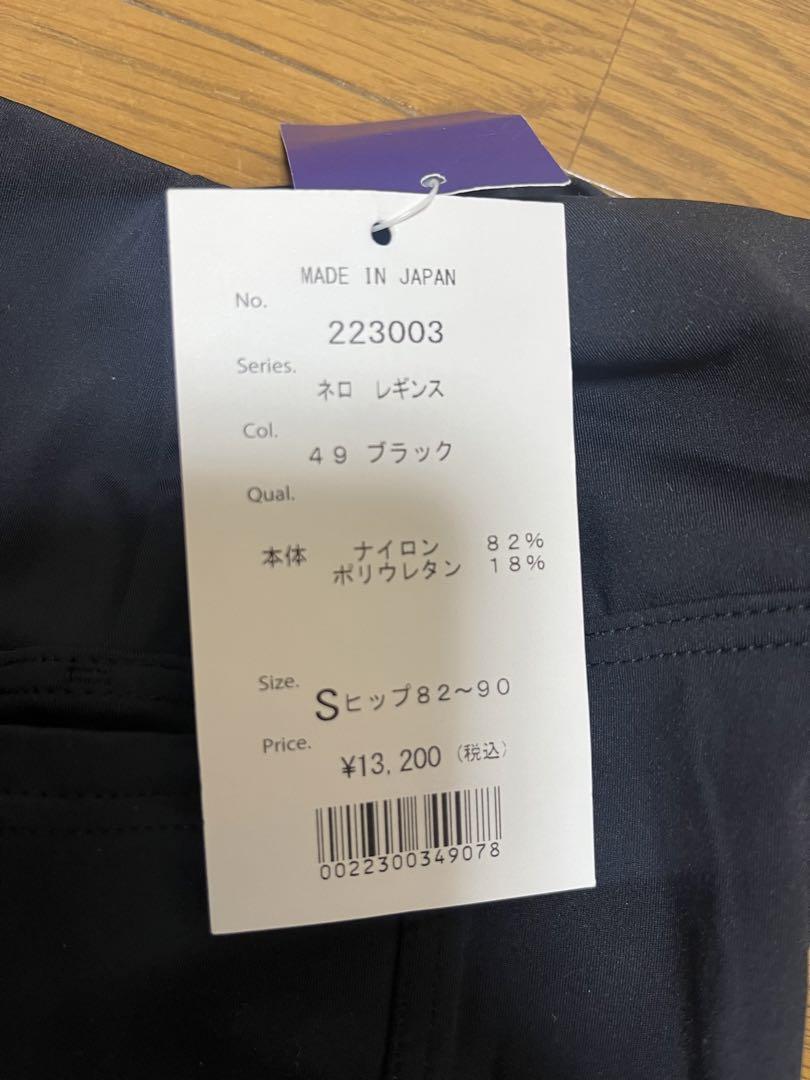 MADE IN JAPAN
No.
223003
Series.
ネロ レギンス
Col.
49 ブラック
Qual.
本体 ナイロン 82%
ポリウレタン 18%
Size.
Sヒップ82～90
Price.
¥13,200 (税込)
0022300349078